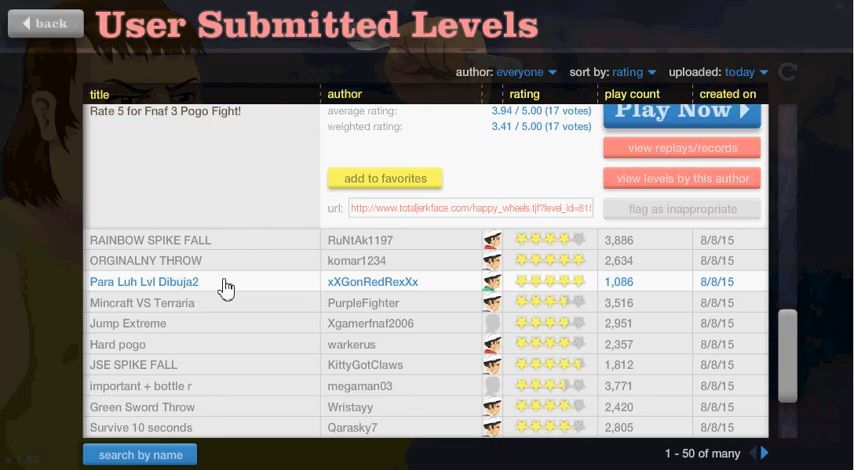 back
User Submitted Levels
author: everyone sort by: rating uploaded: today
title author rating play count created on
Rate 5 for Fnaf 3 Pogo Fight!
average rating: 3.94 / 5.00 (17 votes)
weighted rating: 3.41 / 5.00 (17 votes)
Play Now
view replays/records
add to favorites
view levels by this author
url: http://www.totaljerkface.com/happy_wheels.tjf?level_id=81
flag as inappropriate
RAINBOW SPIKE FALL RuNtAk1197 3,886 8/8/15
ORGINALNY THROW komar1234 2,634 8/8/15
Para Luh Lvl Dibuja2 xXGonRedRexXx 1,086 8/8/15
Mincraft VS Terraria PurpleFighter 3,516 8/8/15
Jump Extreme Xgamerfnaf2006 2,951 8/8/15
Hard pogo warkerus 2,357 8/8/15
JSE SPIKE FALL KittyGotClaws 1,812 8/8/15
important + bottle r megaman03 3,771 8/8/15
Green Sword Throw Wristayy 2,420 8/8/15
Survive 10 seconds Qarasky7 2,805 8/8/15
search by name
1 - 50 of many